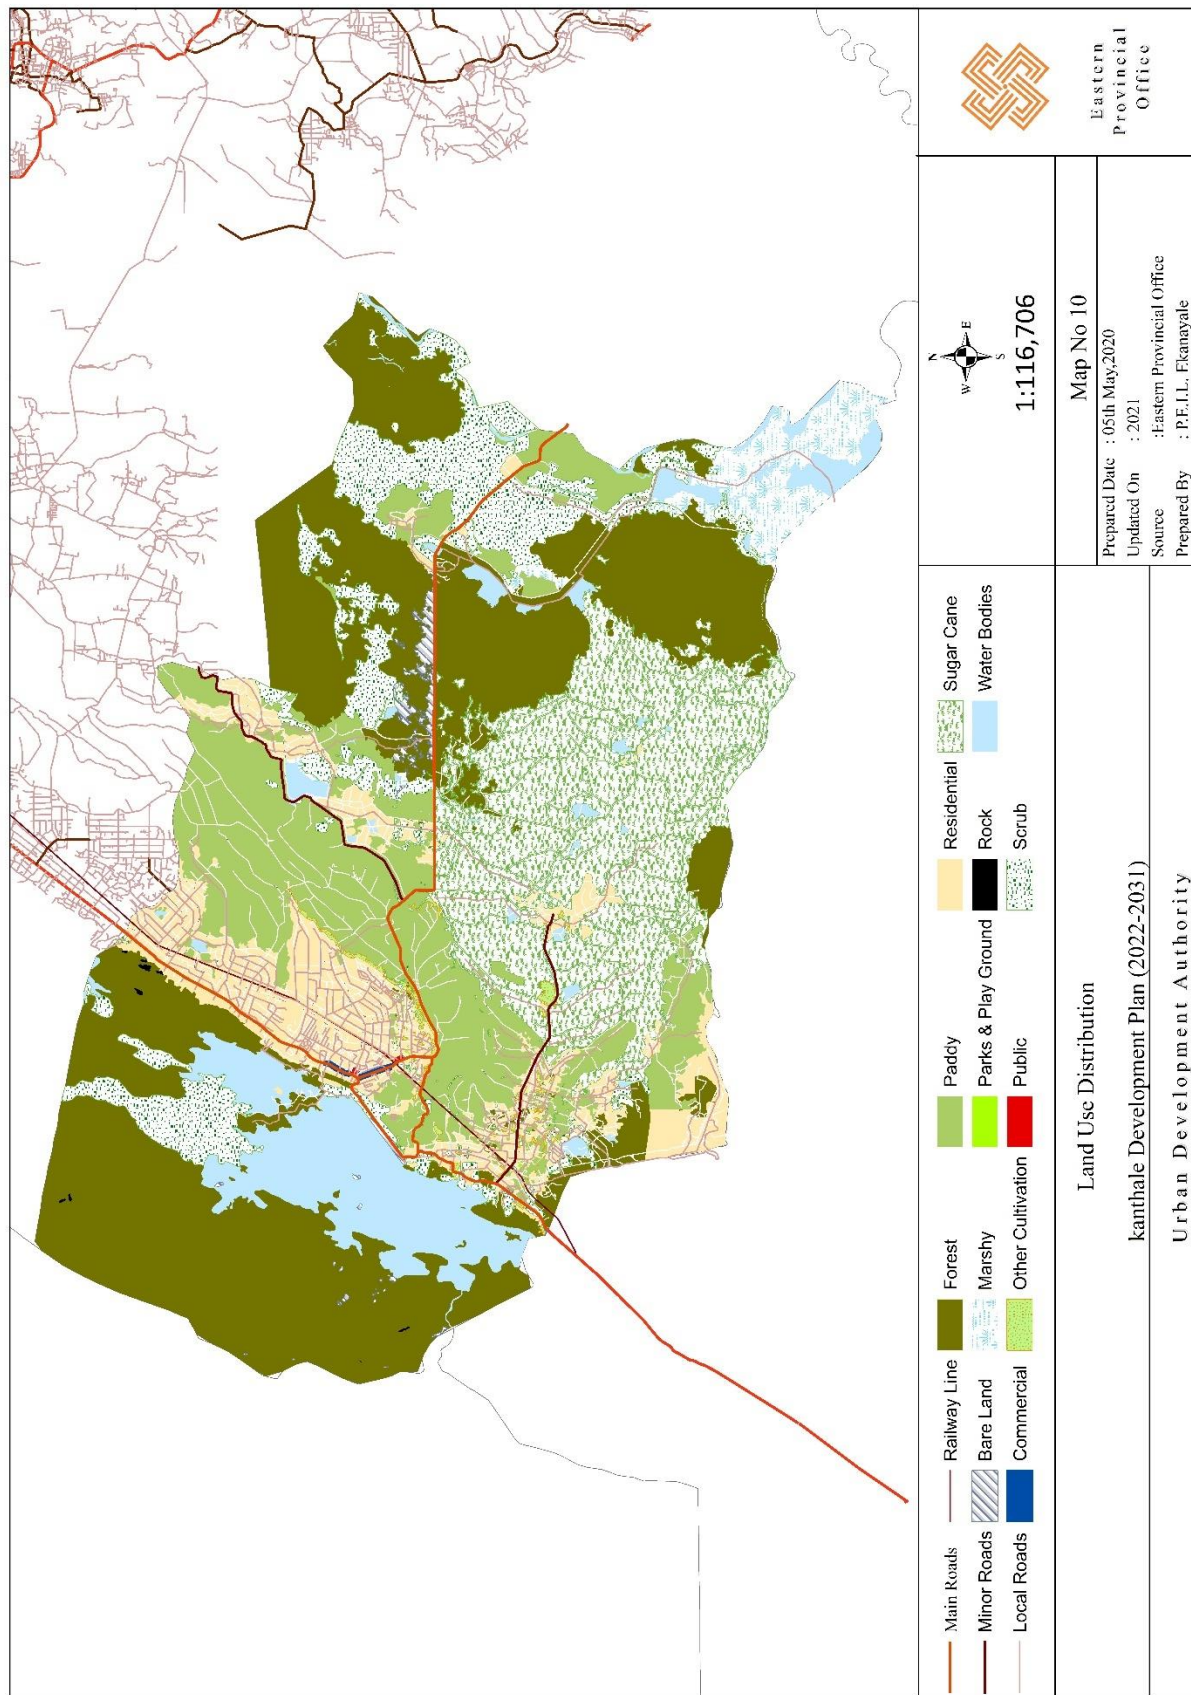 Main Roads
Minor Roads
Local Roads
Railway Line
Bare Land
Commercial
Forest
Marshy
Other Cultivation
Paddy
Parks & Play Ground
Public
Residential
Rock
Scrub
Sugar Cane
Water Bodies
N
W E
S
1:116,706
Eastern
Provincial
Office
Land Use Distribution
kanthale Development Plan (2022-2031)
Urban Development Authority
Map No 10
Prepared Date : 05th May,2020
Updated On : 2021
Source :Eastern Provincial Office
Prepared By : P.E.I.L. Ekanayale